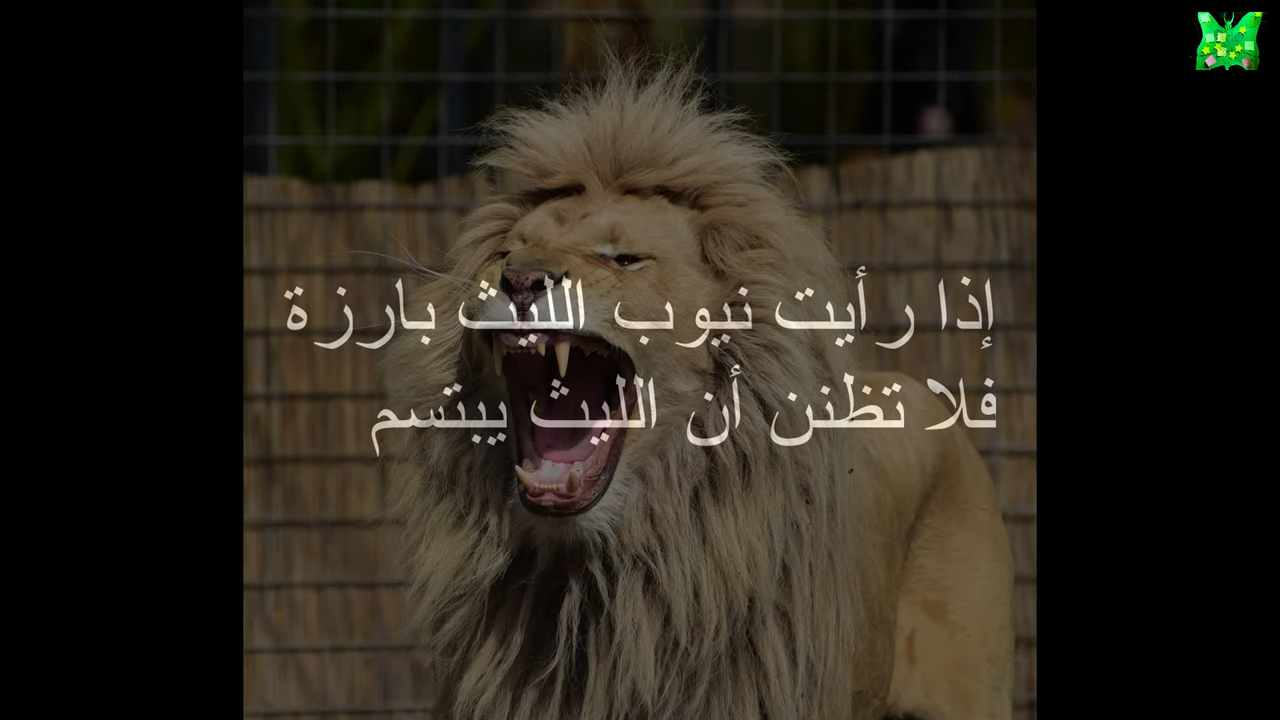 إذا رأيت نيوب الليث بارزة
فلا تظنن أن الليث يبتسم